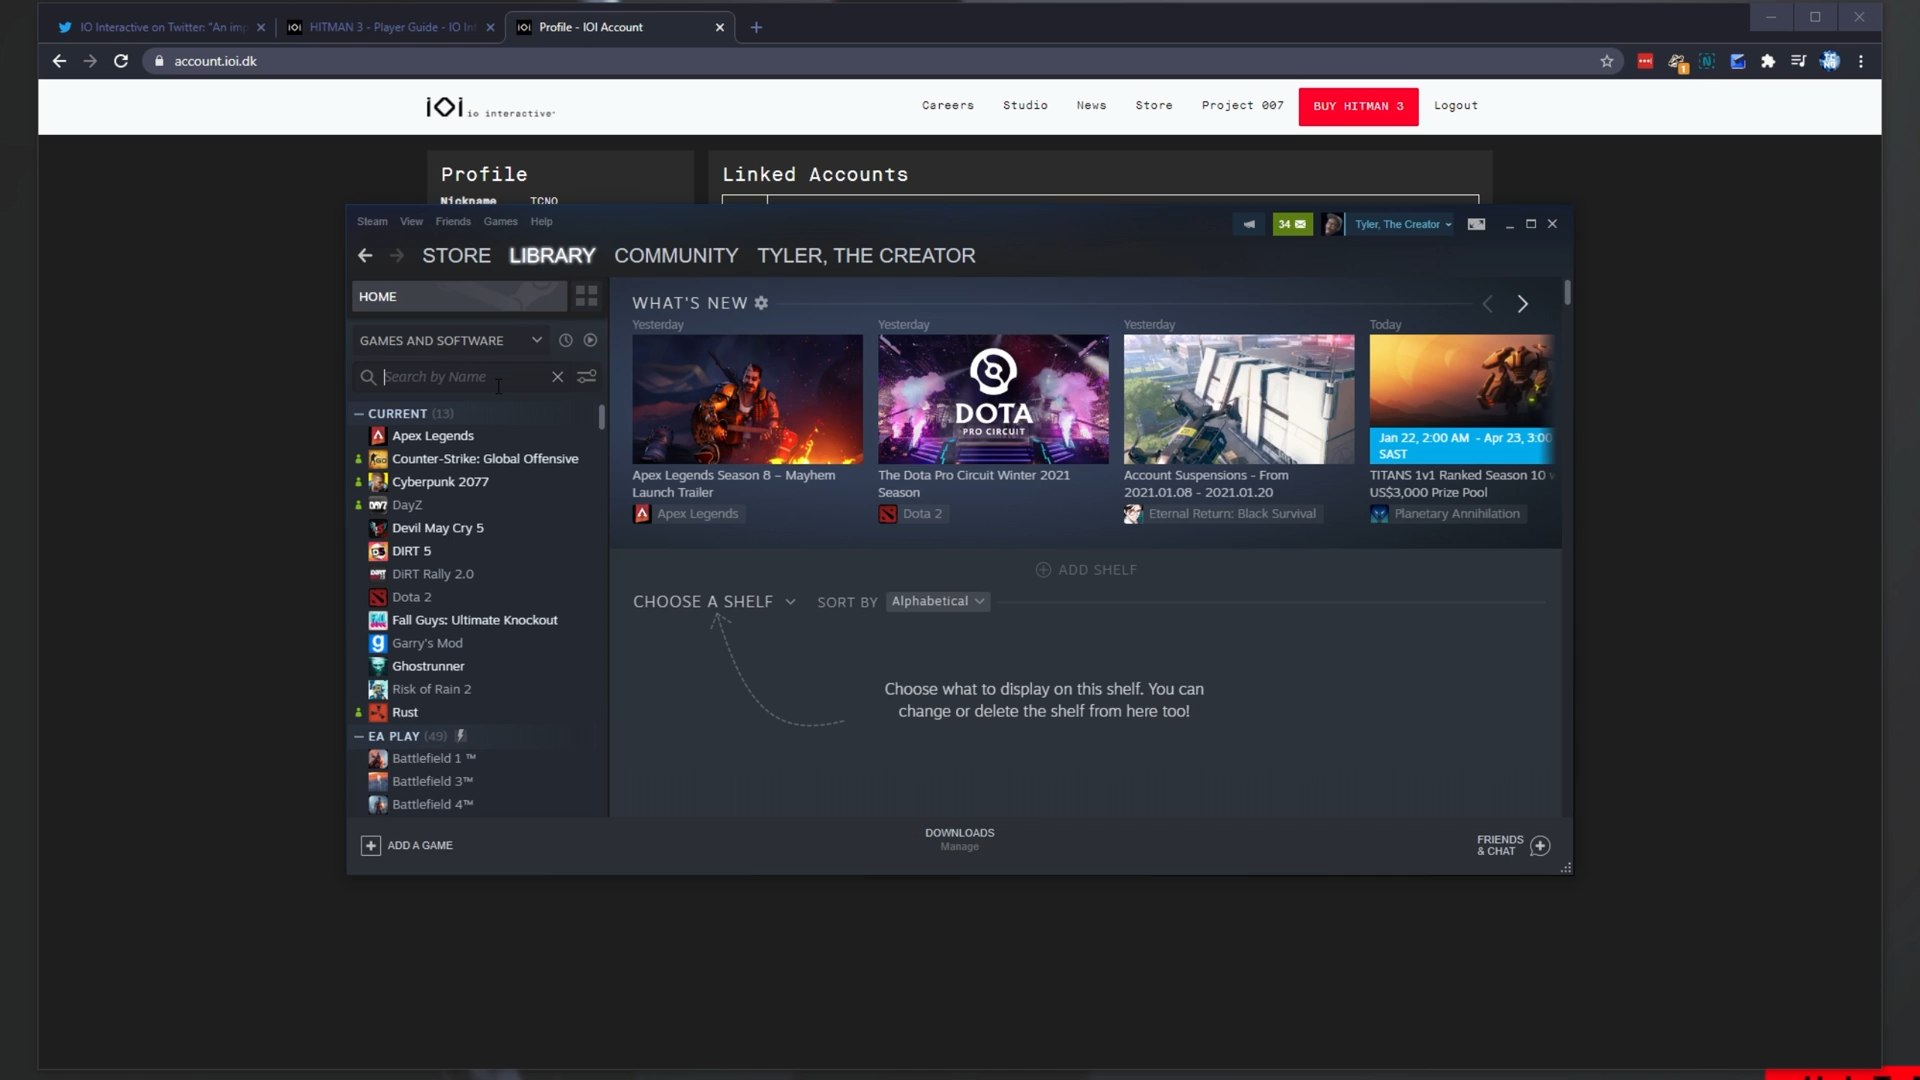 IO Interactive on Twitter: "An imp
HITMAN 3 - Player Guide - IO Int
Profile - IOI Account
account.ioi.dk
iOi io interactive
Careers
Studio
News
Store
Project 007
BUY HITMAN 3
Logout
Profile
Linked Accounts
Nickname TCNO
Steam View Friends Games Help
34
Tyler, The Creator
STORE LIBRARY COMMUNITY TYLER, THE CREATOR
HOME
GAMES AND SOFTWARE
Search by Name
CURRENT (13)
Apex Legends
Counter-Strike: Global Offensive
Cyberpunk 2077
DayZ
Devil May Cry 5
DIRT 5
DiRT Rally 2.0
Dota 2
Fall Guys: Ultimate Knockout
Garry's Mod
Ghostrunner
Risk of Rain 2
Rust
EA PLAY (49)
Battlefield 1 ™
Battlefield 3™
Battlefield 4™
WHAT'S NEW
Yesterday
Apex Legends Season 8 – Mayhem
Launch Trailer
Apex Legends
Yesterday
DOTA
PRO CIRCUIT
The Dota Pro Circuit Winter 2021
Season
Dota 2
Yesterday
Account Suspensions - From
2021.01.08 - 2021.01.20
Eternal Return: Black Survival
Today
Jan 22, 2:00 AM - Apr 23, 3:00
SAST
TITANS 1v1 Ranked Season 10 w
US$3,000 Prize Pool
Planetary Annihilation
ADD SHELF
CHOOSE A SHELF
SORT BY Alphabetical
Choose what to display on this shelf. You can
change or delete the shelf from here too!
ADD A GAME
DOWNLOADS
Manage
FRIENDS
& CHAT